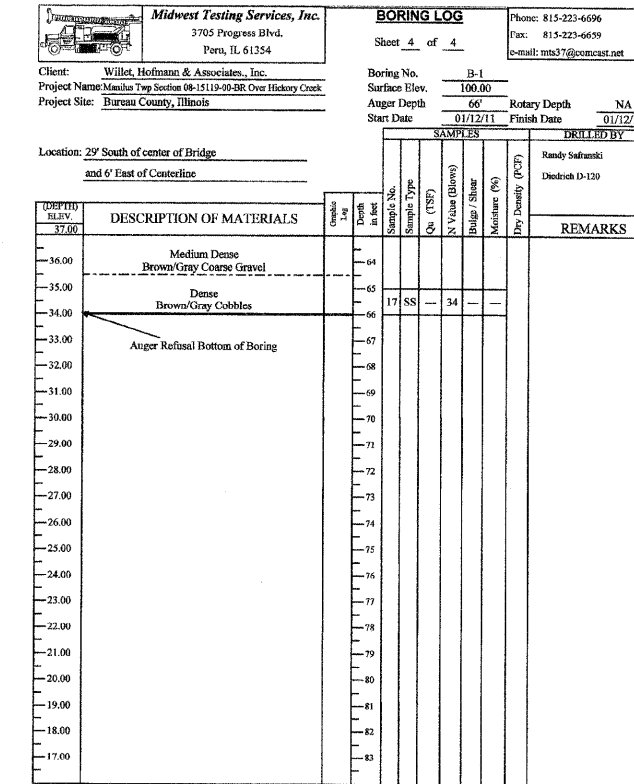 Midwest Testing Services, Inc.
3705 Progress Blvd.
Peru, IL 61354
BORING LOG
Sheet 4 of 4
Phone: 815-223-6696
Fax: 815-223-6659
e-mail: mts37@comcast.net
Client: Willet, Hofmann & Associates., Inc.
Project Name: Manlius Twp Section 08-15119-00-BR Over Hickory Creek
Project Site: Bureau County, Illinois
Boring No. B-1
Surface Elev. 100.00
Auger Depth 66' Rotary Depth NA
Start Date 01/12/11 Finish Date 01/12/
Location: 29' South of center of Bridge
and 6' East of Centerline
SAMPLES
DRILLED BY
Randy Safranski
Diedrich D-120
(DEPTH)
ELEV.
37.00
DESCRIPTION OF MATERIALS
Graphic Log
Depth in feet
Sample No.
Sample Type
Qu (TSF)
N Value (Blows)
Bulge / Shear
Moisture (%)
Dry Density (PCF)
REMARKS
36.00 Medium Dense 64
Brown/Gray Coarse Gravel
35.00 65
Dense
Brown/Gray Cobbles 17 SS — 34 — —
34.00 66
33.00 67
Auger Refusal Bottom of Boring
32.00 68
31.00 69
30.00 70
29.00 71
28.00 72
27.00 73
26.00 74
25.00 75
24.00 76
23.00 77
22.00 78
21.00 79
20.00 80
19.00 81
18.00 82
17.00 83